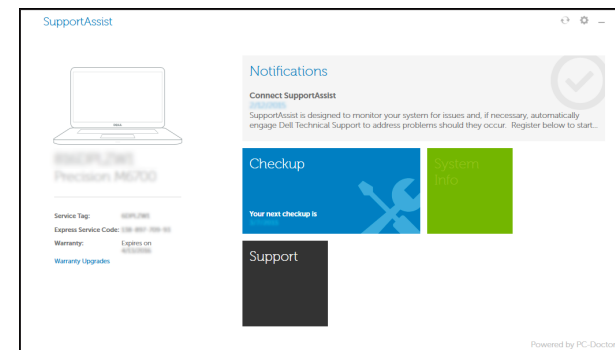 SupportAssist
Notifications
Connect SupportAssist
SupportAssist is designed to monitor your system for issues and, if necessary, automatically
engage Dell Technical Support to address problems should they occur. Register below to start...
DELL
Precision M6700
Checkup
System
Info
Your next checkup is
Service Tag:
Express Service Code:
Warranty: Expires on
Warranty Upgrades
Support
Powered by PC-Doctor